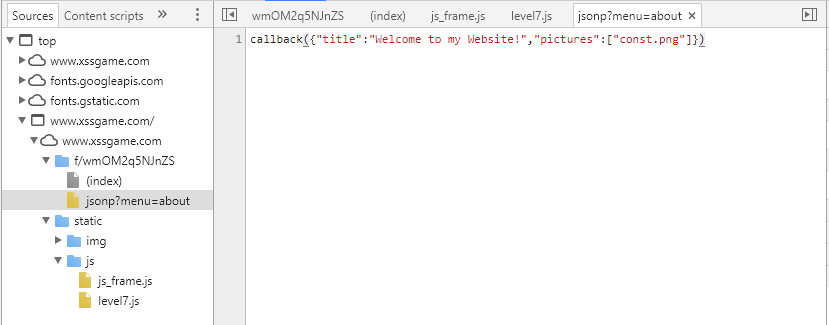 Sources Content scripts »
wmOM2q5NJnZS (index) js_frame.js level7.js jsonp?menu=about ×
top
www.xssgame.com
fonts.googleapis.com
fonts.gstatic.com
www.xssgame.com/
www.xssgame.com
f/wmOM2q5NJnZS
(index)
jsonp?menu=about
static
img
js
js_frame.js
level7.js
1 callback({"title":"Welcome to my Website!","pictures":["const.png"]})